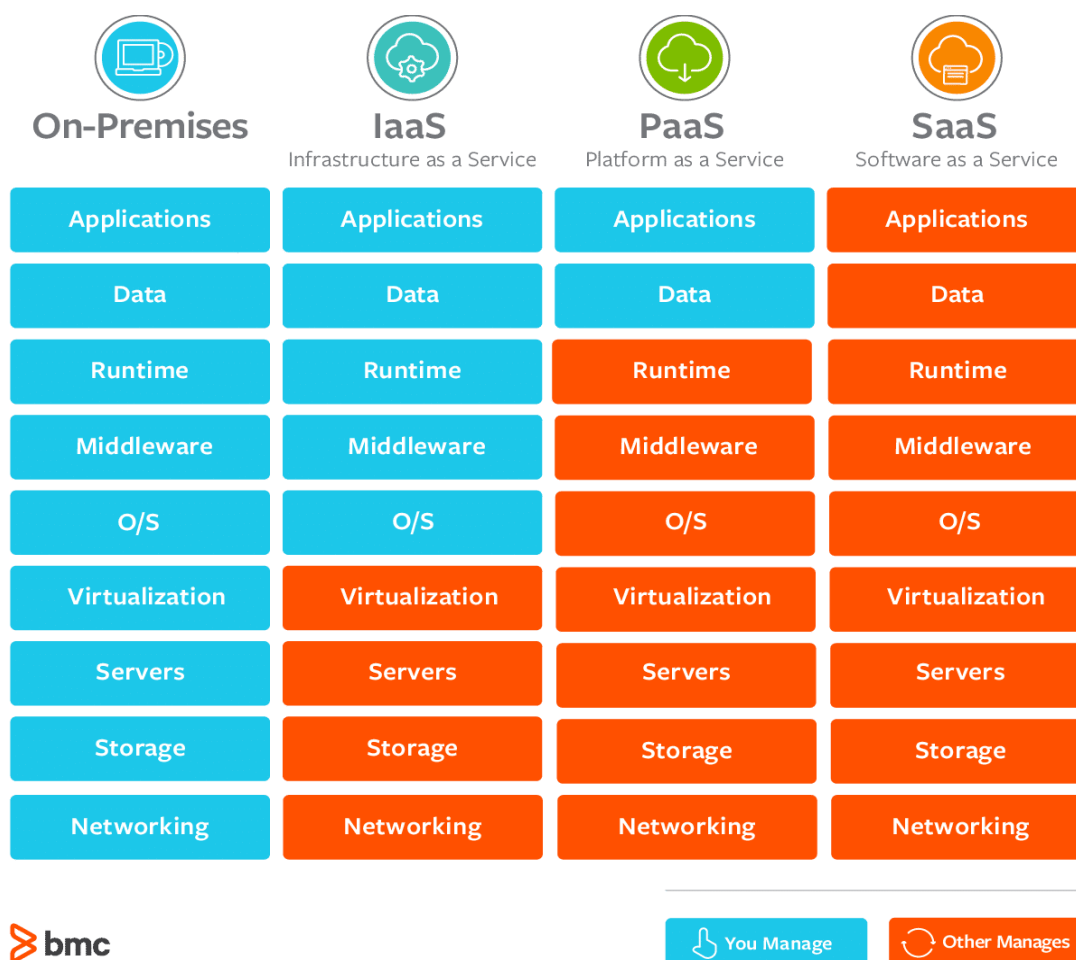 On-Premises
IaaS
PaaS
SaaS
Infrastructure as a Service
Platform as a Service
Software as a Service
Applications
Applications
Applications
Applications
Data
Data
Data
Data
Runtime
Runtime
Runtime
Runtime
Middleware
Middleware
Middleware
Middleware
O/S
O/S
O/S
O/S
Virtualization
Virtualization
Virtualization
Virtualization
Servers
Servers
Servers
Servers
Storage
Storage
Storage
Storage
Networking
Networking
Networking
Networking
bmc
You Manage
Other Manages